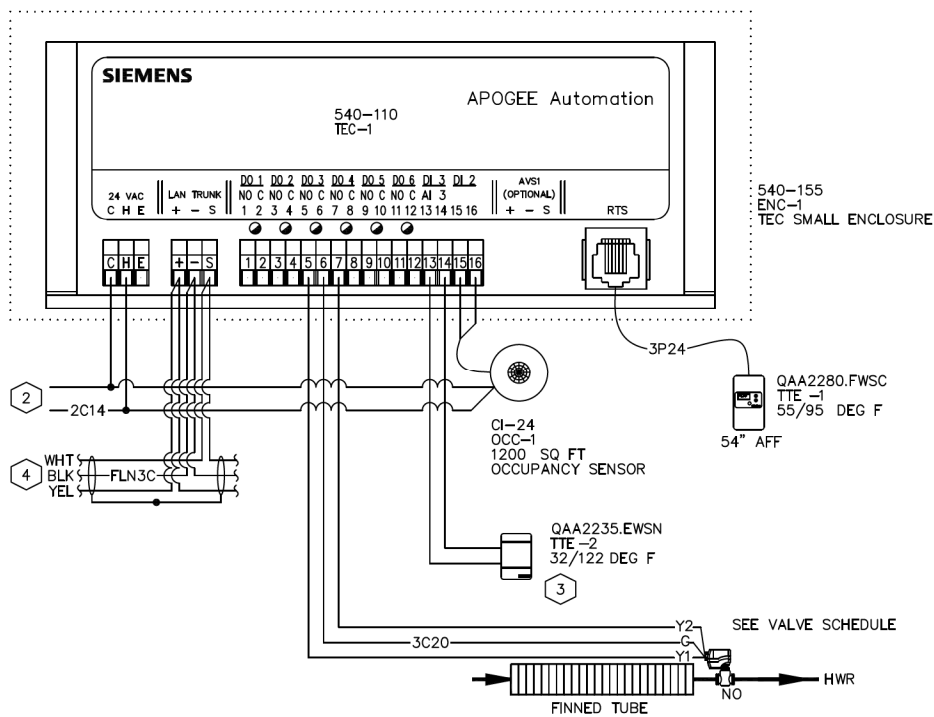 SIEMENS
APOGEE Automation
540-110
TEC-1
24 VAC
C H E
LAN TRUNK
+ - S
DO 1 DO 2 DO 3 DO 4 DO 5 DO 6 DI 3 DI 2
NO C NO C NO C NO C NO C NO C AI 3
1 2 3 4 5 6 7 8 9 10 11 12 13 14 15 16
AVS1
(OPTIONAL)
+ - S
RTS
540-155
ENC-1
TEC SMALL ENCLOSURE
C H E
+ - S
1 2 3 4 5 6 7 8 9 10 11 12 13 14 15 16
3P24
2
2C14
QAA2280.FWSC
TTE -1
55/95 DEG F
54" AFF
CI-24
OCC-1
1200 SQ FT
OCCUPANCY SENSOR
4
WHT
BLK
YEL
FLN3C
QAA2235.EWSN
TTE -2
32/122 DEG F
3
Y2
G
Y1
3C20
SEE VALVE SCHEDULE
HWR
NO
FINNED TUBE